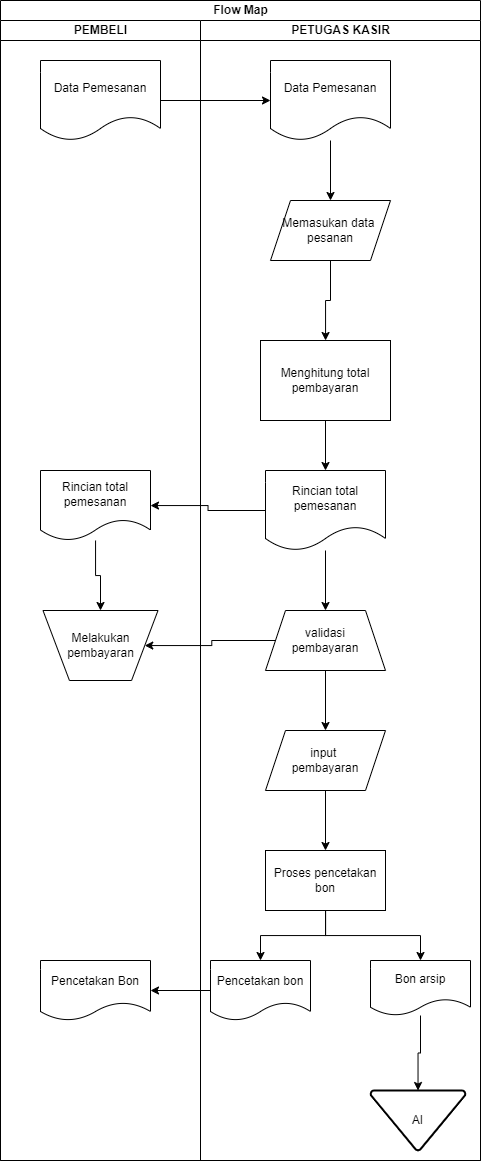 Flow Map
PEMBELI
PETUGAS KASIR
Data Pemesanan
Data Pemesanan
Memasukan data
pesanan
Menghitung total
pembayaran
Rincian total
pemesanan
Rincian total
pemesanan
Melakukan
pembayaran
validasi
pembayaran
input
pembayaran
Proses pencetakan
bon
Pencetakan Bon
Pencetakan bon
Bon arsip
AI